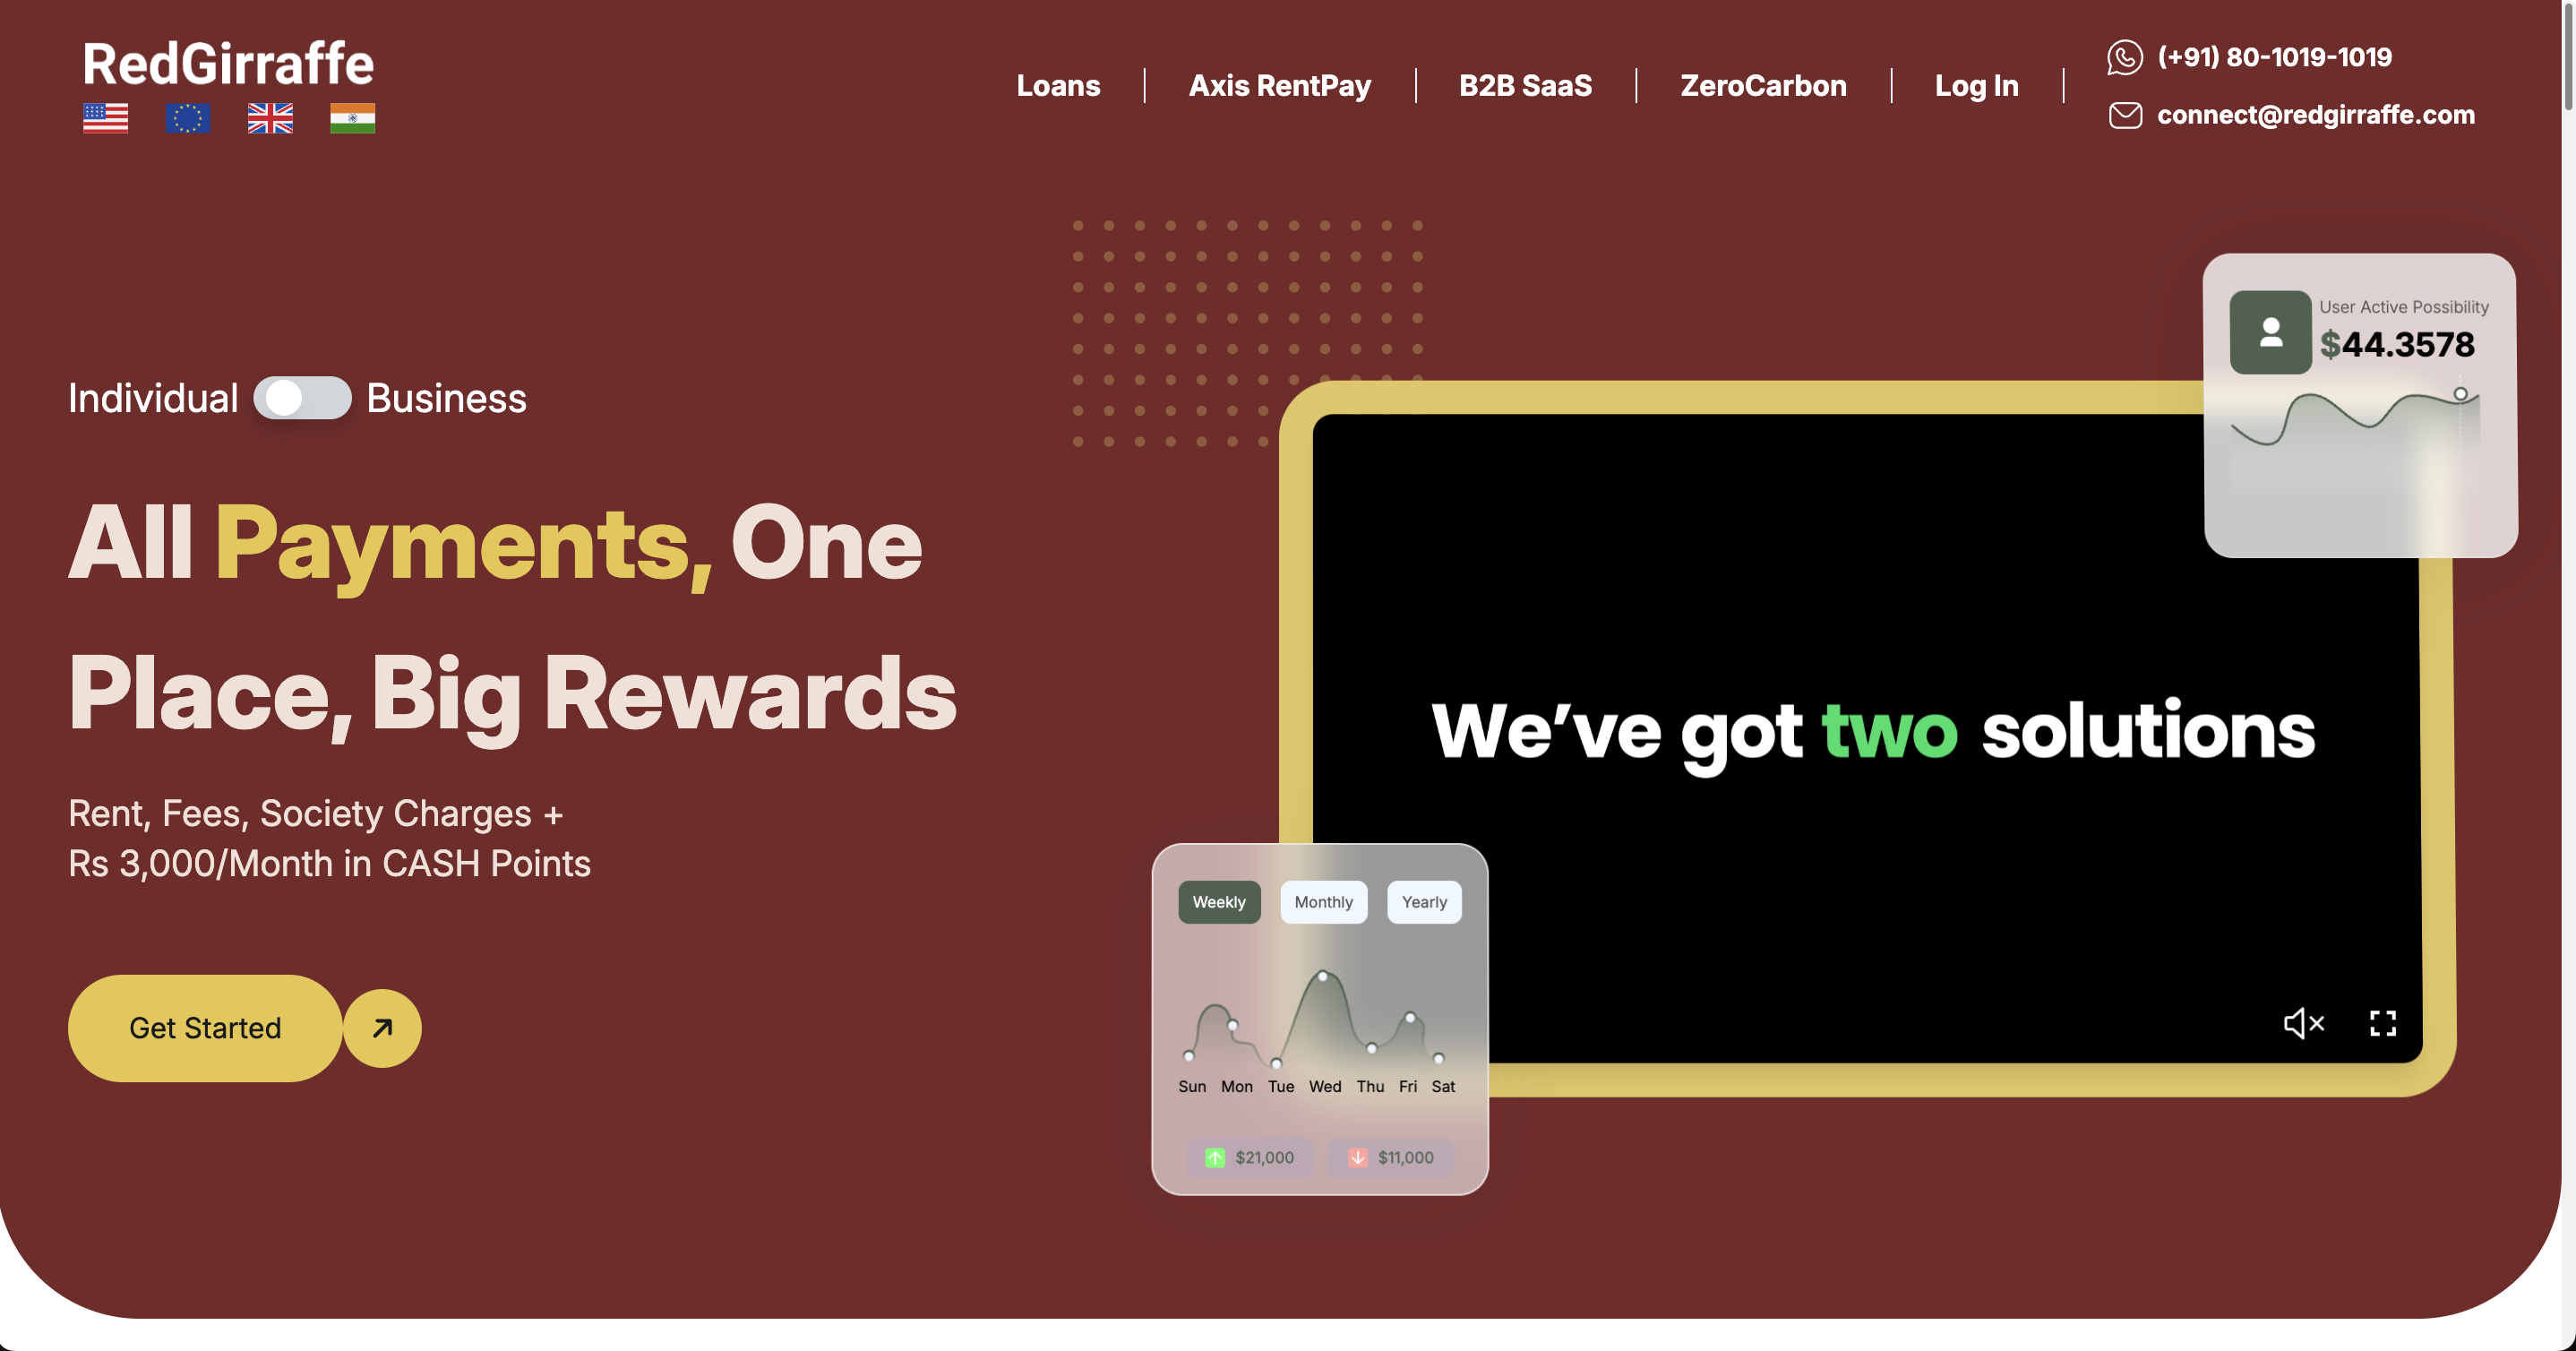 RedGirraffe
Loans
Axis RentPay
B2B SaaS
ZeroCarbon
Log In
(+91) 80-1019-1019
connect@redgirraffe.com
Individual
Business
All Payments, One
Place, Big Rewards
Rent, Fees, Society Charges +
Rs 3,000/Month in CASH Points
Get Started
User Active Possibility
$44.3578
We’ve got two solutions
Weekly Monthly Yearly
Sun Mon Tue Wed Thu Fri Sat
$21,000 $11,000